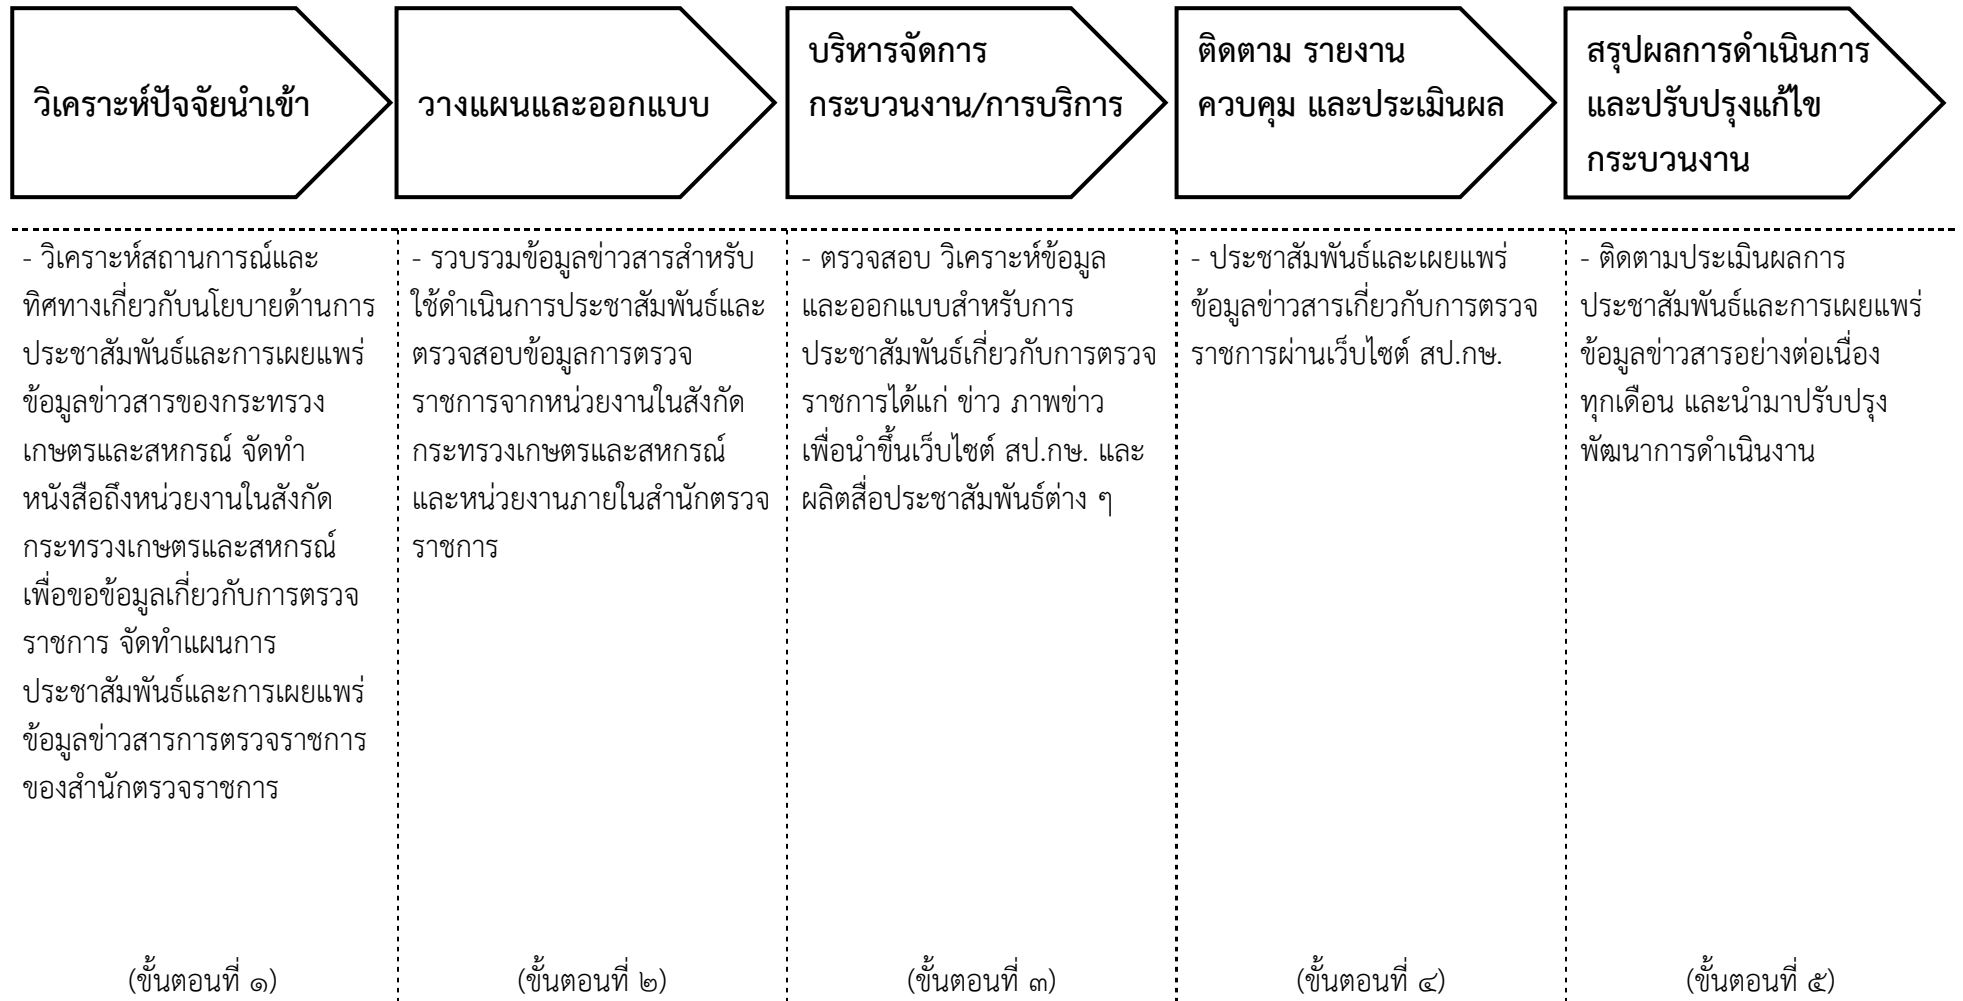 วิเคราะห์ปัจจัยนำเข้า
วางแผนและออกแบบ
บริหารจัดการ
กระบวนงาน/การบริการ
ติดตาม รายงาน
ควบคุม และประเมินผล
สรุปผลการดำเนินการ
และปรับปรุงแก้ไข
กระบวนงาน
- วิเคราะห์สถานการณ์และ
ทิศทางเกี่ยวกับนโยบายด้านการ
ประชาสัมพันธ์และการเผยแพร่
ข้อมูลข่าวสารของกระทรวง
เกษตรและสหกรณ์ จัดทำ
หนังสือถึงหน่วยงานในสังกัด
กระทรวงเกษตรและสหกรณ์
เพื่อขอข้อมูลเกี่ยวกับการตรวจ
ราชการ จัดทำแผนการ
ประชาสัมพันธ์และการเผยแพร่
ข้อมูลข่าวสารการตรวจราชการ
ของสำนักตรวจราชการ
(ขั้นตอนที่ ๑)
- รวบรวมข้อมูลข่าวสารสำหรับ
ใช้ดำเนินการประชาสัมพันธ์และ
ตรวจสอบข้อมูลการตรวจ
ราชการจากหน่วยงานในสังกัด
กระทรวงเกษตรและสหกรณ์
และหน่วยงานภายในสำนักตรวจ
ราชการ
(ขั้นตอนที่ ๒)
- ตรวจสอบ วิเคราะห์ข้อมูล
และออกแบบสำหรับการ
ประชาสัมพันธ์เกี่ยวกับการตรวจ
ราชการได้แก่ ข่าว ภาพข่าว
เพื่อนำขึ้นเว็บไซต์ สป.กษ. และ
ผลิตสื่อประชาสัมพันธ์ต่าง ๆ
(ขั้นตอนที่ ๓)
- ประชาสัมพันธ์และเผยแพร่
ข้อมูลข่าวสารเกี่ยวกับการตรวจ
ราชการผ่านเว็บไซต์ สป.กษ.
(ขั้นตอนที่ ๔)
- ติดตามประเมินผลการ
ประชาสัมพันธ์และการเผยแพร่
ข้อมูลข่าวสารอย่างต่อเนื่อง
ทุกเดือน และนำมาปรับปรุง
พัฒนาการดำเนินงาน
(ขั้นตอนที่ ๕)